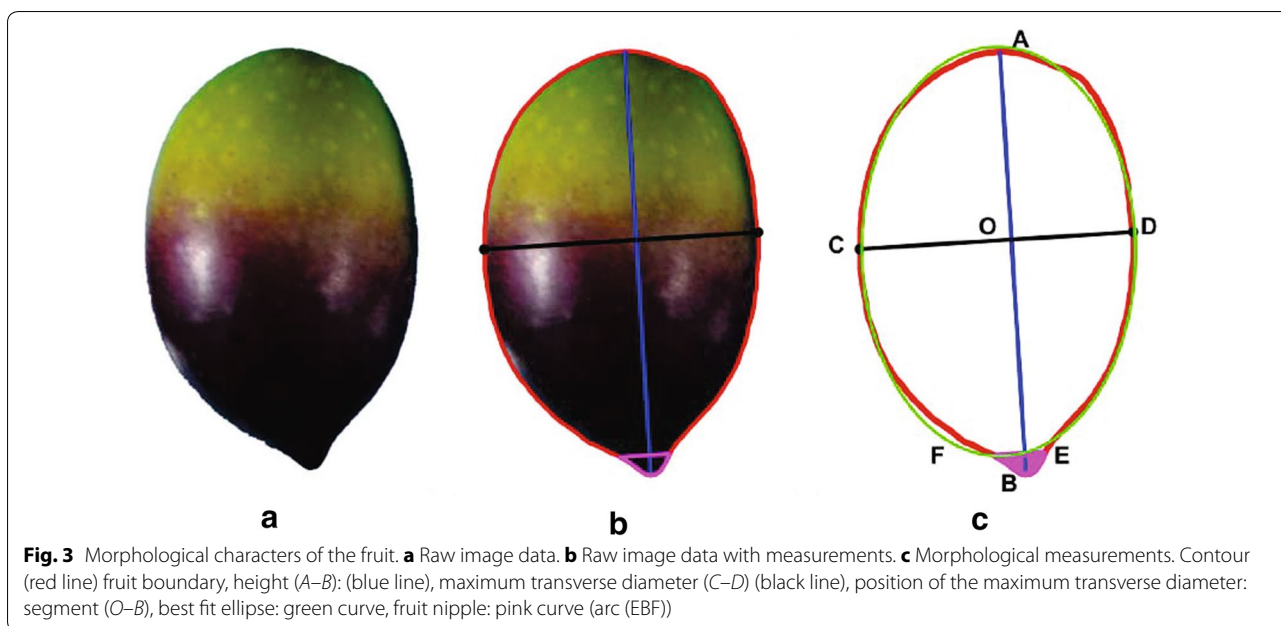 A
C
O
D
F
E
B
a
b
c
Fig. 3 Morphological characters of the fruit. a Raw image data. b Raw image data with measurements. c Morphological measurements. Contour
(red line) fruit boundary, height (A–B): (blue line), maximum transverse diameter (C–D) (black line), position of the maximum transverse diameter:
segment (O–B), best fit ellipse: green curve, fruit nipple: pink curve (arc (EBF))